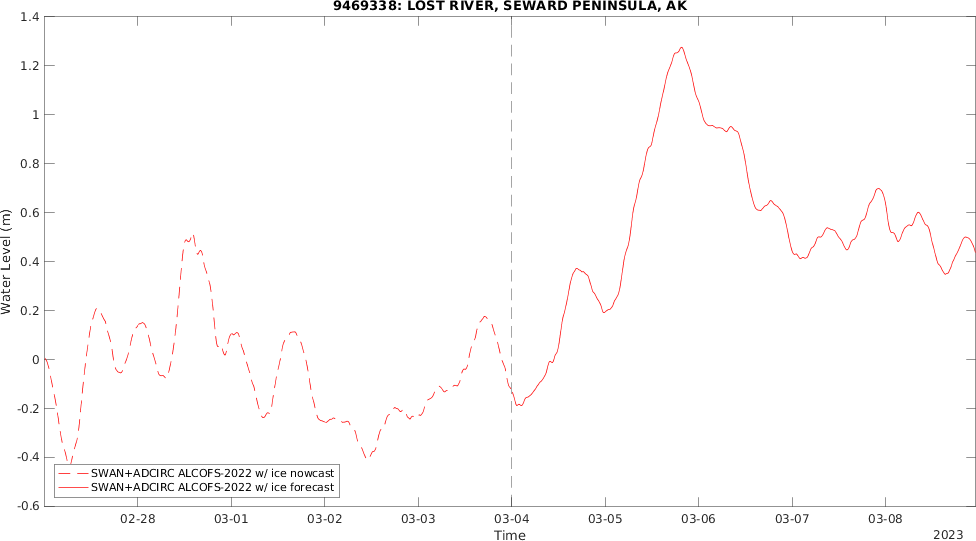 9469338: LOST RIVER, SEWARD PENINSULA, AK
1.4
1.2
1
0.8
0.6
0.4
0.2
0
-0.2
-0.4
-0.6
Water Level (m)
SWAN+ADCIRC ALCOFS-2022 w/ ice nowcast
SWAN+ADCIRC ALCOFS-2022 w/ ice forecast
02-28 03-01 03-02 03-03 03-04 03-05 03-06 03-07 03-08
Time
2023